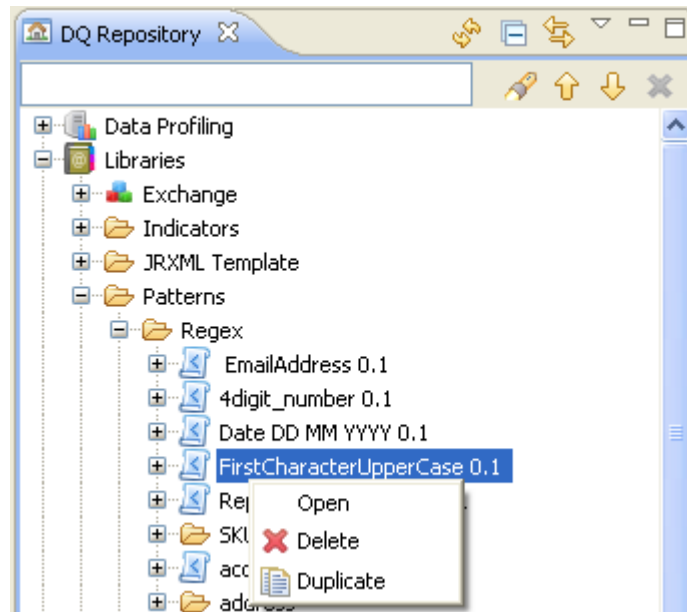 DQ Repository
Data Profiling
Libraries
Exchange
Indicators
JRXML Template
Patterns
Regex
EmailAddress 0.1
4digit_number 0.1
Date DD MM YYYY 0.1
FirstCharacterUpperCase 0.1
Open
Delete
Duplicate